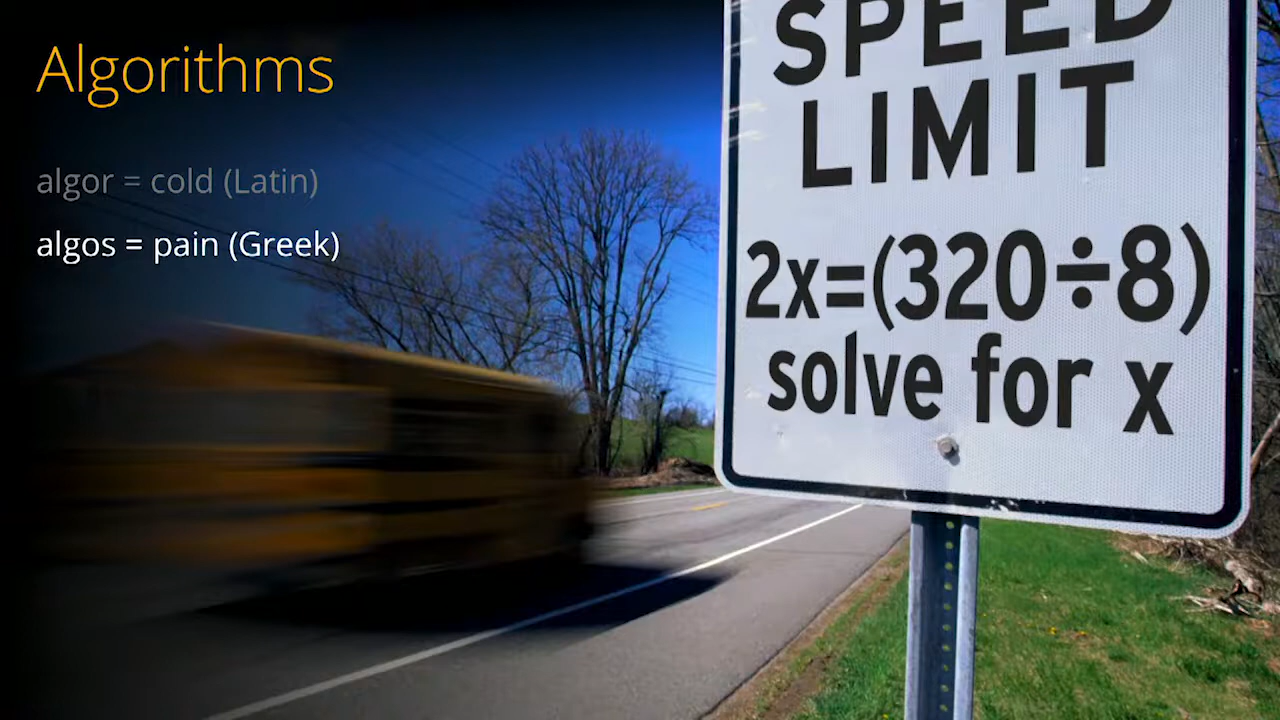 Algorithms
algor = cold (Latin)
algos = pain (Greek)
SPEED
LIMIT
2x=(320÷8)
solve for x